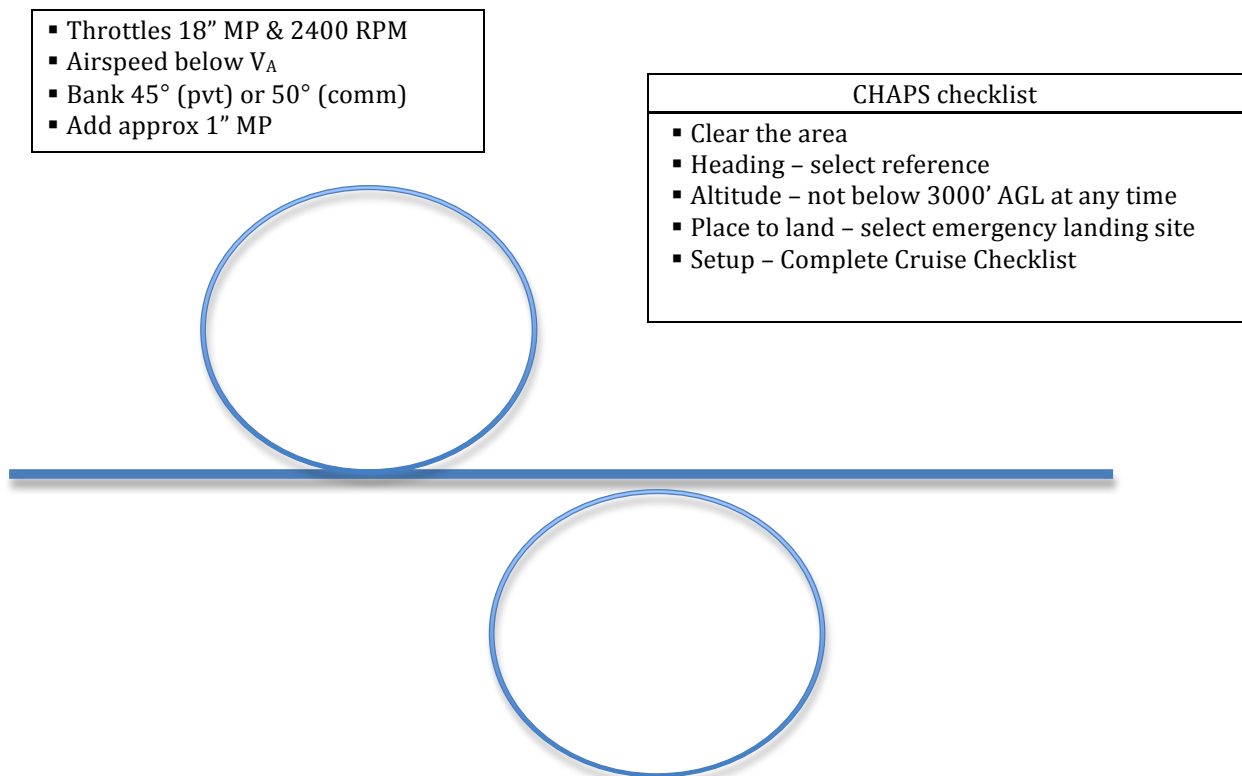 ▪ Throttles 18” MP & 2400 RPM
▪ Airspeed below VA
▪ Bank 45° (pvt) or 50° (comm)
▪ Add approx 1” MP
CHAPS checklist
▪ Clear the area
▪ Heading – select reference
▪ Altitude – not below 3000’ AGL at any time
▪ Place to land – select emergency landing site
▪ Setup – Complete Cruise Checklist